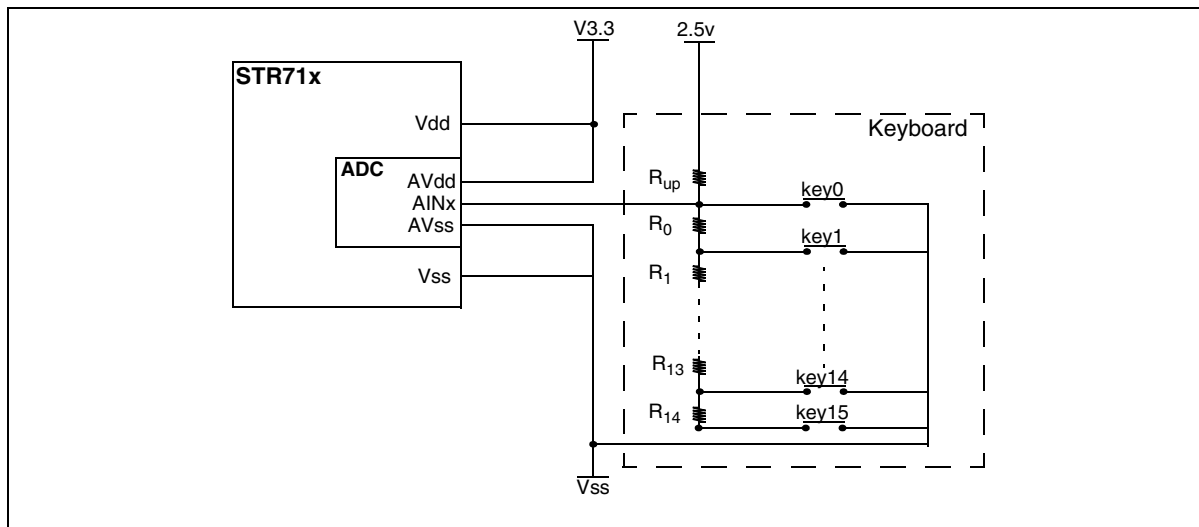 V3.3
2.5v
STR71x
Vdd
Keyboard
ADC
AVdd
AINx
AVss
Vss
Rup
key0
R0
key1
R1
R13
key14
R14
key15
Vss